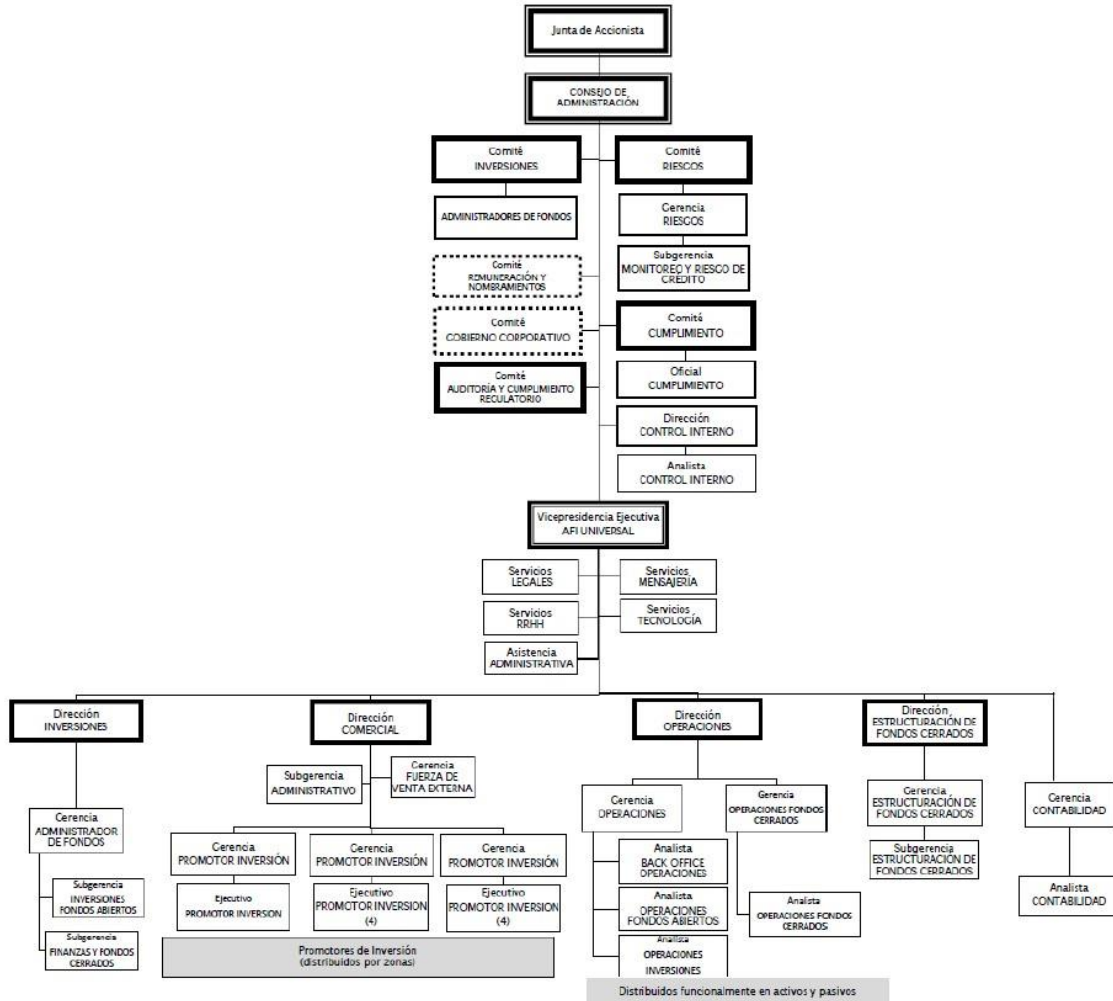 Junta de Accionista
CONSEJO DE
ADMINISTRACIÓN
Comité
INVERSIONES
Comité
RIESGOS
ADMINISTRADORES DE FONDOS
Gerencia
RIESGOS
Comité
REMUNERACIÓN Y
NOMBRAMIENTOS
Subgerencia
MONITOREO Y RIESGO DE
CRÉDITO
Comité
GOBIERNO CORPORATIVO
Comité
CUMPLIMIENTO
Comité
AUDITORÍA Y CUMPLIMIENTO
REGULATORIO
Oficial
CUMPLIMIENTO
Dirección
CONTROL INTERNO
Analista
CONTROL INTERNO
Vicepresidencia Ejecutiva
AFI UNIVERSAL
Servicios
LEGALES
Servicios
MENSAJERÍA
Servicios
RRHH
Servicios
TECNOLOGÍA
Asistencia
ADMINISTRATIVA
Dirección
INVERSIONES
Dirección
COMERCIAL
Dirección
OPERACIONES
Dirección
ESTRUCTURACIÓN DE
FONDOS CERRADOS
Subgerencia
ADMINISTRATIVO
Gerencia
FUERZA DE
VENTA EXTERNA
Gerencia
ADMINISTRADOR
DE FONDOS
Gerencia
OPERACIONES
Gerencia
OPERACIONES FONDOS
CERRADOS
Gerencia
ESTRUCTURACIÓN DE
FONDOS CERRADOS
Gerencia
CONTABILIDAD
Gerencia
PROMOTOR INVERSIÓN
Gerencia
PROMOTOR INVERSIÓN
Gerencia
PROMOTOR INVERSIÓN
Analista
BACK OFFICE
OPERACIONES
Subgerencia
ESTRUCTURACIÓN DE
FONDOS CERRADOS
Subgerencia
INVERSIONES
FONDOS ABIERTOS
Ejecutivo
PROMOTOR INVERSION
Ejecutivo
PROMOTOR INVERSION
(4)
Ejecutivo
PROMOTOR INVERSION
(4)
Analista
OPERACIONES
FONDOS ABIERTOS
Analista
OPERACIONES FONDOS
CERRADOS
Analista
CONTABILIDAD
Subgerencia
FINANZAS Y FONDOS
CERRADOS
Promotores de Inversión
(distribuidos por zonas)
Analista
OPERACIONES
INVERSIONES
Distribuidos funcionalmente en activos y pasivos